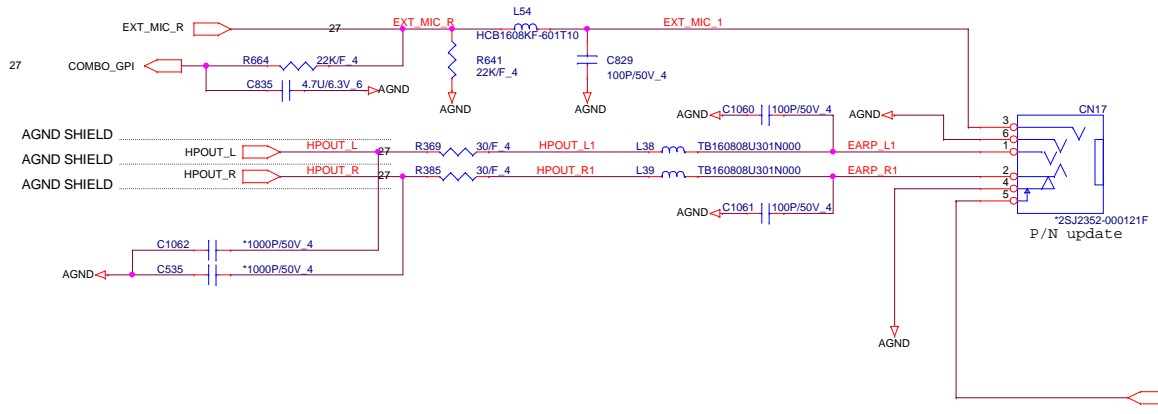 L54
EXT_MIC_R 27 EXT_MIC_R EXT_MIC_1
HCB1608KF-601T10
27 COMBO_GPI R664 22K/F_4 R641 C829
22K/F_4 100P/50V_4
C835 4.7U/6.3V_6 AGND
AGND AGND
C1060 100P/50V_4 CN17
AGND AGND
3
6
AGND SHIELD
HPOUT_L HPOUT_L 27 R369 30/F_4 HPOUT_L1 L38 TB160808U301N000 EARP_L1 1
AGND SHIELD
HPOUT_R HPOUT_R 27 R385 30/F_4 HPOUT_R1 L39 TB160808U301N000 EARP_R1 2
AGND SHIELD
4
5
AGND C1061 100P/50V_4
*2SJ2352-000121F
P/N update
C1062 *1000P/50V_4
AGND C535 *1000P/50V_4
AGND